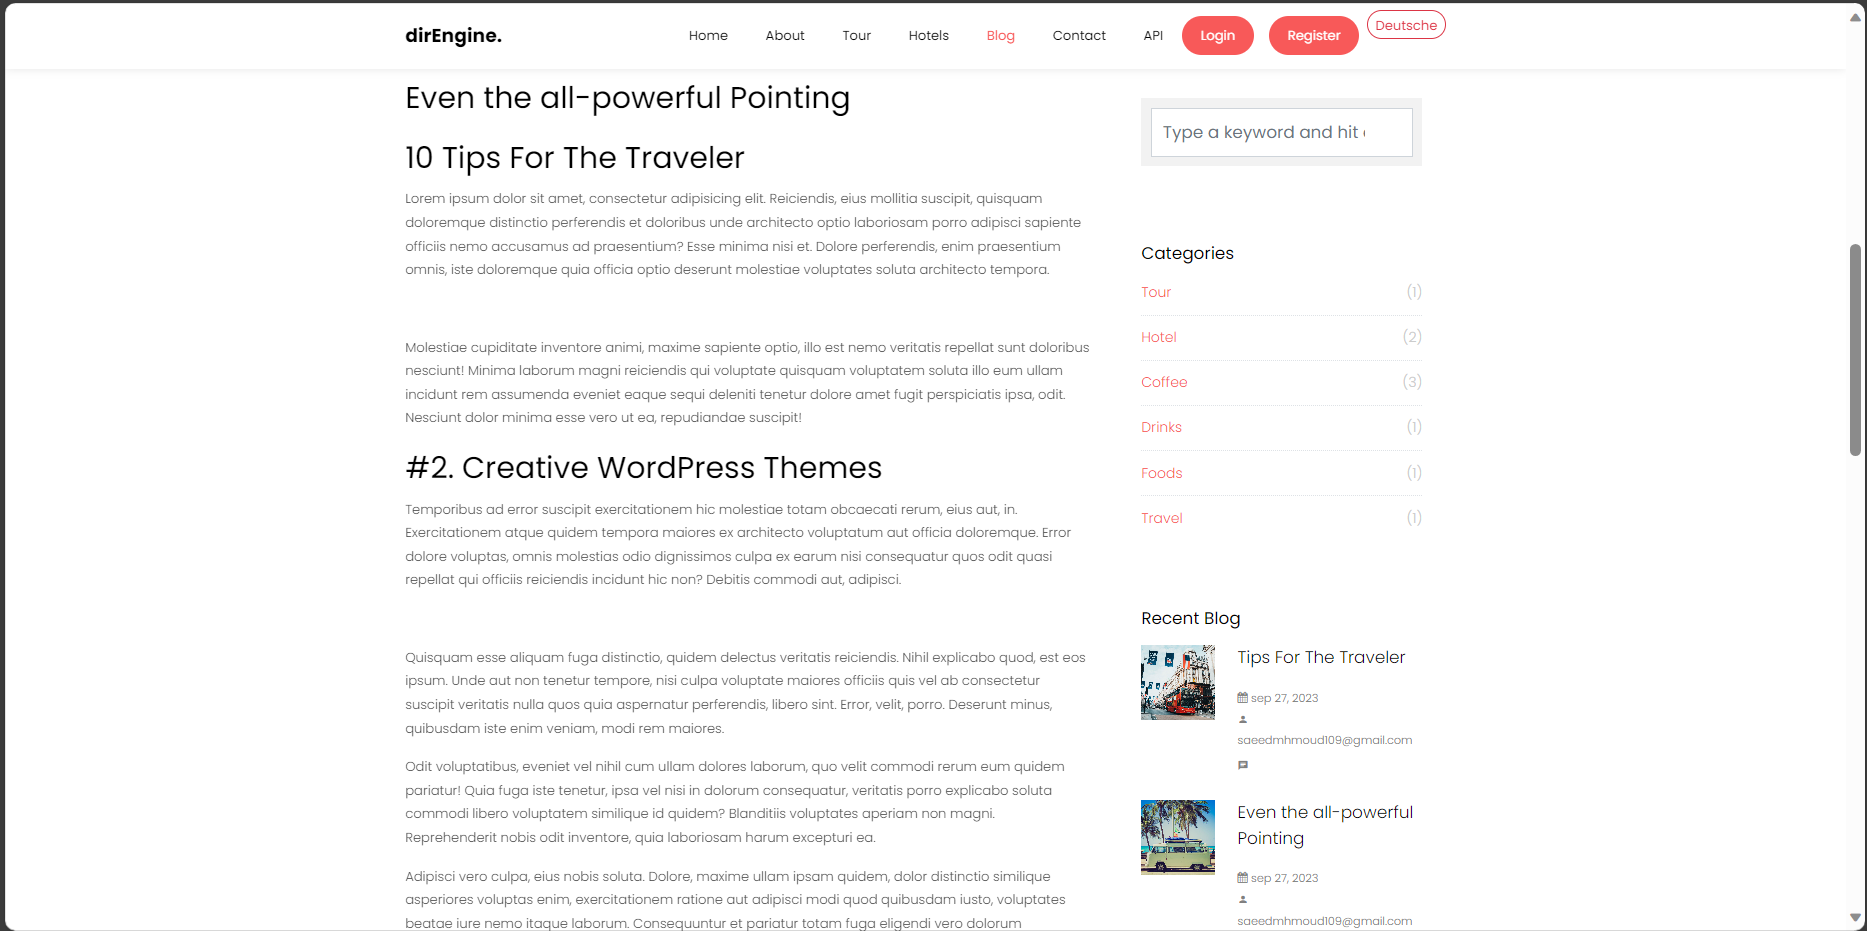 dirEngine.
Home About Tour Hotels Blog Contact API Login Register Deutsche
Even the all-powerful Pointing
10 Tips For The Traveler
Lorem ipsum dolor sit amet, consectetur adipisicing elit. Reiciendis, eius mollitia suscipit, quisquam
doloremque distinctio perferendis et doloribus unde architecto optio laboriosam porro adipisci sapiente
officiis nemo accusamus ad praesentium? Esse minima nisi et. Dolore perferendis, enim praesentium
omnis, iste doloremque quia officia optio deserunt molestiae voluptates soluta architecto tempora.
Molestiae cupiditate inventore animi, maxime sapiente optio, illo est nemo veritatis repellat sunt doloribus
nesciunt! Minima laborum magni reiciendis qui voluptate quisquam voluptatem soluta illo eum ullam
incidunt rem assumenda eveniet eaque sequi deleniti tenetur dolore amet fugit perspiciatis ipsa, odit.
Nesciunt dolor minima esse vero ut ea, repudiandae suscipit!
#2. Creative WordPress Themes
Temporibus ad error suscipit exercitationem hic molestiae totam obcaecati rerum, eius aut, in.
Exercitationem atque quidem tempora maiores ex architecto voluptatum aut officia doloremque. Error
dolore voluptas, omnis molestias odio dignissimos culpa ex earum nisi consequatur quos odit quasi
repellat qui officiis reiciendis incidunt hic non? Debitis commodi aut, adipisci.
Quisquam esse aliquam fuga distinctio, quidem delectus veritatis reiciendis. Nihil explicabo quod, est eos
ipsum. Unde aut non tenetur tempore, nisi culpa voluptate maiores officiis quis vel ab consectetur
suscipit veritatis nulla quos quia aspernatur perferendis, libero sint. Error, velit, porro. Deserunt minus,
quibusdam iste enim veniam, modi rem maiores.
Odit voluptatibus, eveniet vel nihil cum ullam dolores laborum, quo velit commodi rerum eum quidem
pariatur! Quia fuga iste tenetur, ipsa vel nisi in dolorum consequatur, veritatis porro explicabo soluta
commodi libero voluptatem similique id quidem? Blanditiis voluptates aperiam non magni.
Reprehenderit nobis odit inventore, quia laboriosam harum excepturi ea.
Adipisci vero culpa, eius nobis soluta. Dolore, maxime ullam ipsam quidem, dolor distinctio similique
asperiores voluptas enim, exercitationem ratione aut adipisci modi quod quibusdam iusto, voluptates
beatae iure nemo itaque laborum. Consequuntur et pariatur totam fuga eligendi vero dolorum
Type a keyword and hit
Categories
Tour (1)
Hotel (2)
Coffee (3)
Drinks (1)
Foods (1)
Travel (1)
Recent Blog
Tips For The Traveler
sep 27, 2023
saeedmhmoud109@gmail.com
Even the all-powerful
Pointing
sep 27, 2023
saeedmhmoud109@gmail.com